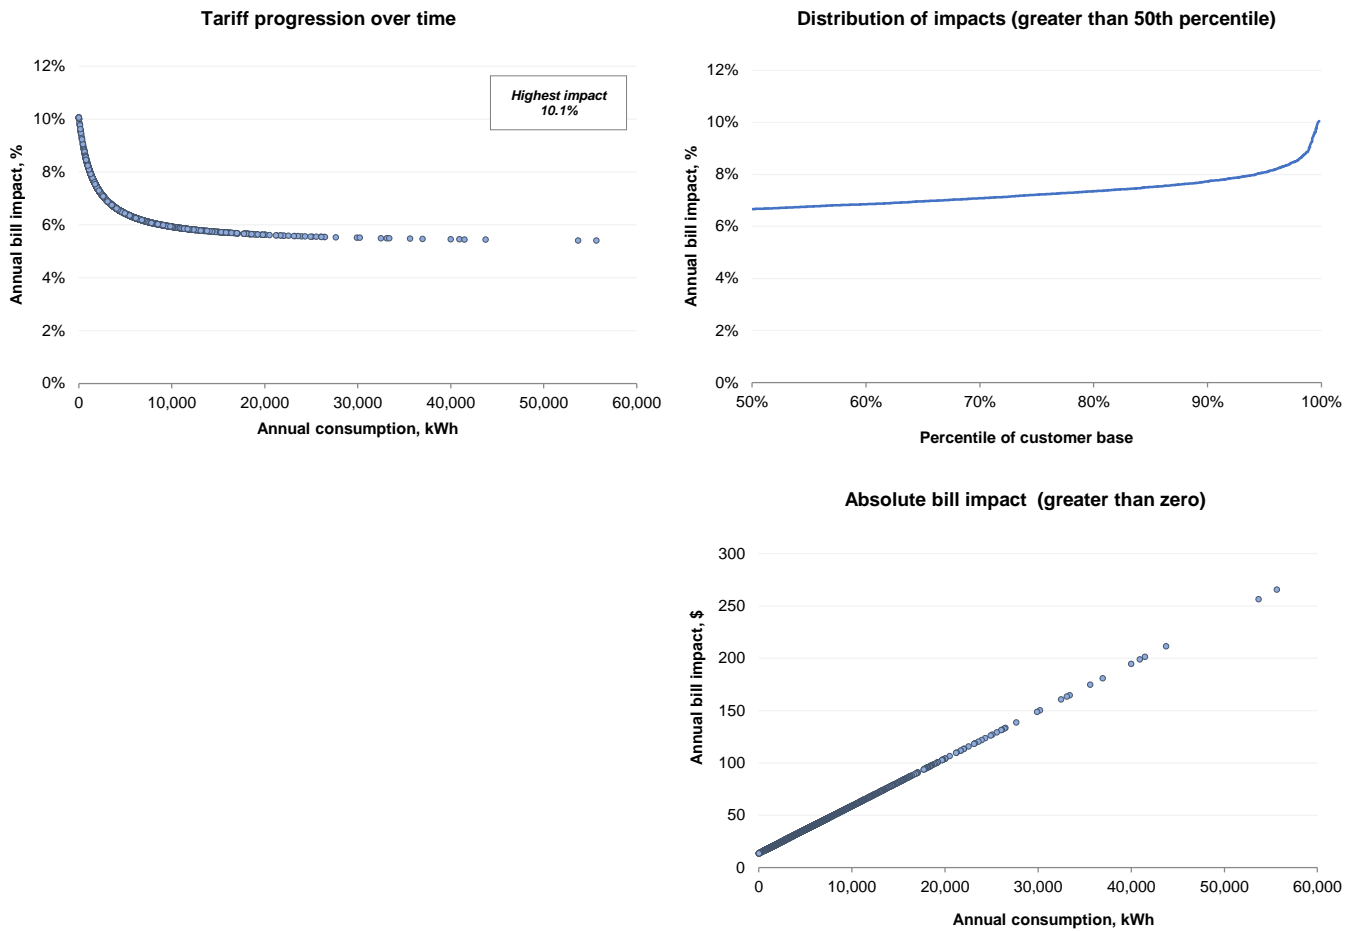 Tariff progression over time
12%
10%
8%
6%
4%
2%
0%
Annual bill impact, %
Highest impact
10.1%
0 10,000 20,000 30,000 40,000 50,000 60,000
Annual consumption, kWh
Distribution of impacts (greater than 50th percentile)
12%
10%
8%
6%
4%
2%
0%
Annual bill impact, %
50% 60% 70% 80% 90% 100%
Percentile of customer base
Absolute bill impact (greater than zero)
300
250
200
150
100
50
0
Annual bill impact, $
0 10,000 20,000 30,000 40,000 50,000 60,000
Annual consumption, kWh